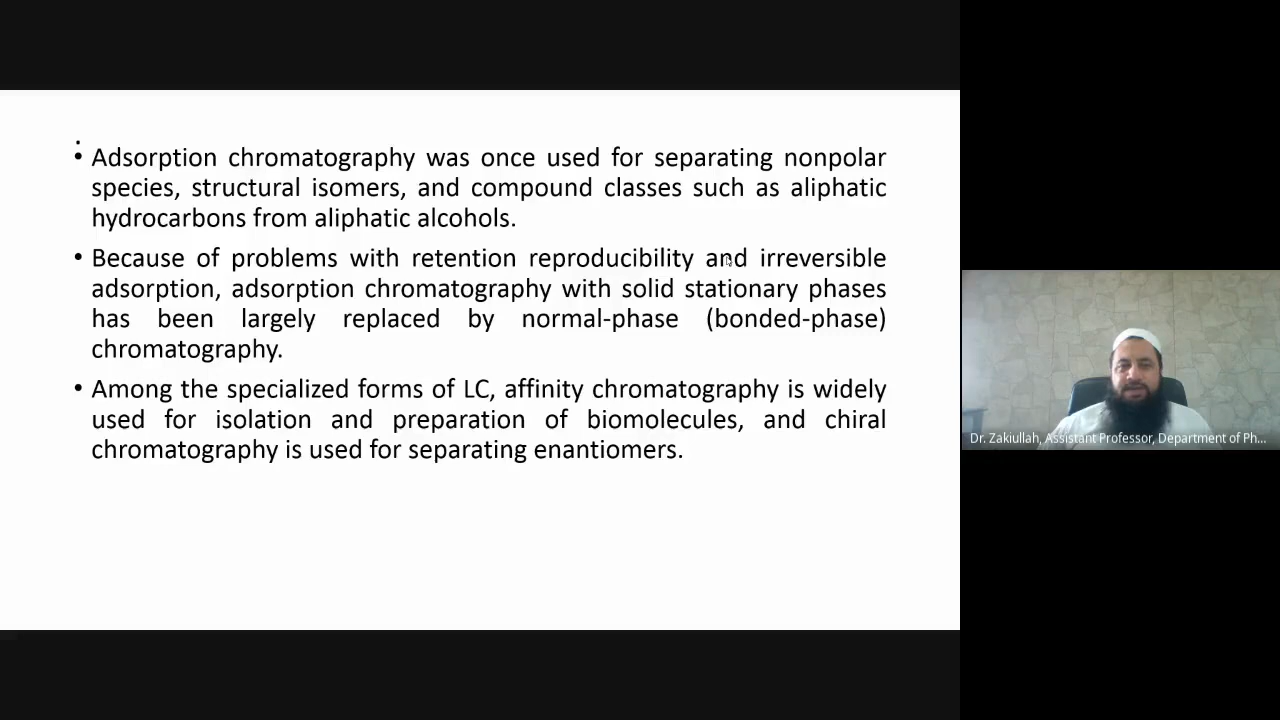 :
• Adsorption chromatography was once used for separating nonpolar
species, structural isomers, and compound classes such as aliphatic
hydrocarbons from aliphatic alcohols.
• Because of problems with retention reproducibility and irreversible
adsorption, adsorption chromatography with solid stationary phases
has been largely replaced by normal-phase (bonded-phase)
chromatography.
• Among the specialized forms of LC, affinity chromatography is widely
used for isolation and preparation of biomolecules, and chiral
chromatography is used for separating enantiomers.
Dr. Zakiullah, Assistant Professor, Department of Ph...